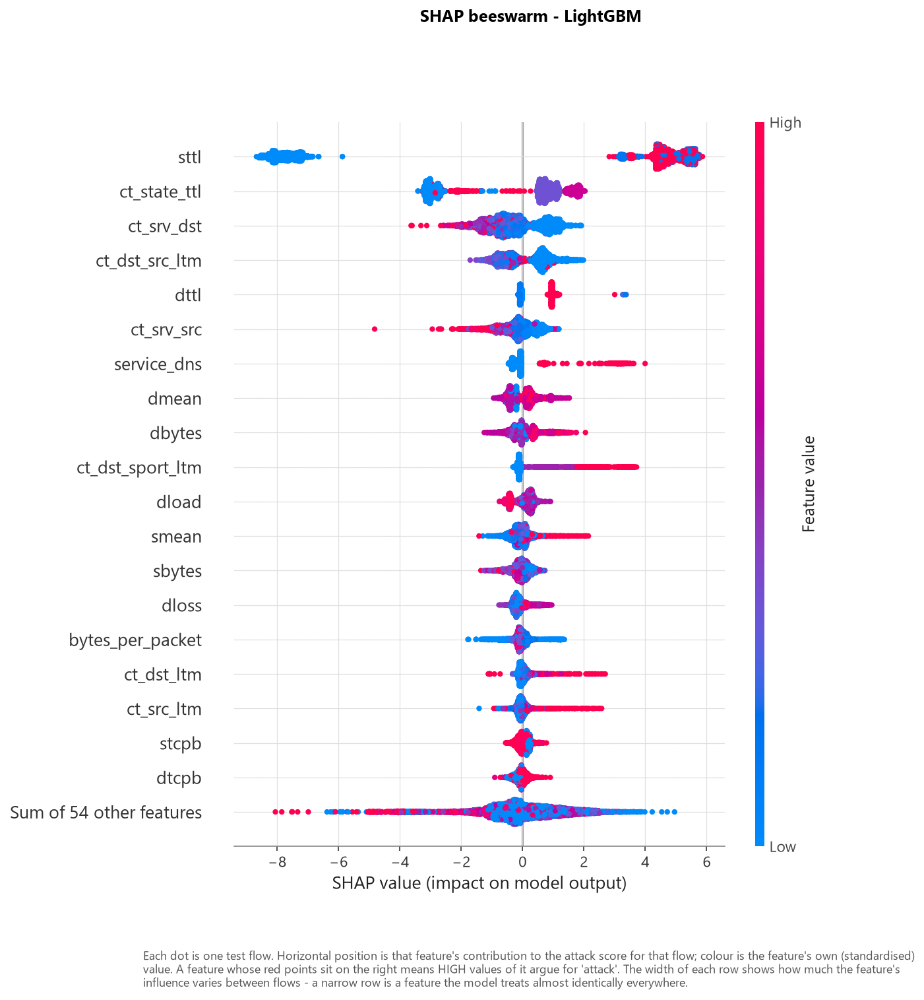 SHAP beeswarm - LightGBM
High
sttl
ct_state_ttl
ct_srv_dst
ct_dst_src_ltm
dttl
ct_srv_src
service_dns
dmean
dbytes
ct_dst_sport_ltm
dload
smean
sbytes
dloss
bytes_per_packet
ct_dst_ltm
ct_src_ltm
stcpb
dtcpb
Sum of 54 other features
Feature value
Low
−8 −6 −4 −2 0 2 4 6
SHAP value (impact on model output)
Each dot is one test flow. Horizontal position is that feature's contribution to the attack score for that flow; colour is the feature's own (standardised)
value. A feature whose red points sit on the right means HIGH values of it argue for 'attack'. The width of each row shows how much the feature's
influence varies between flows - a narrow row is a feature the model treats almost identically everywhere.